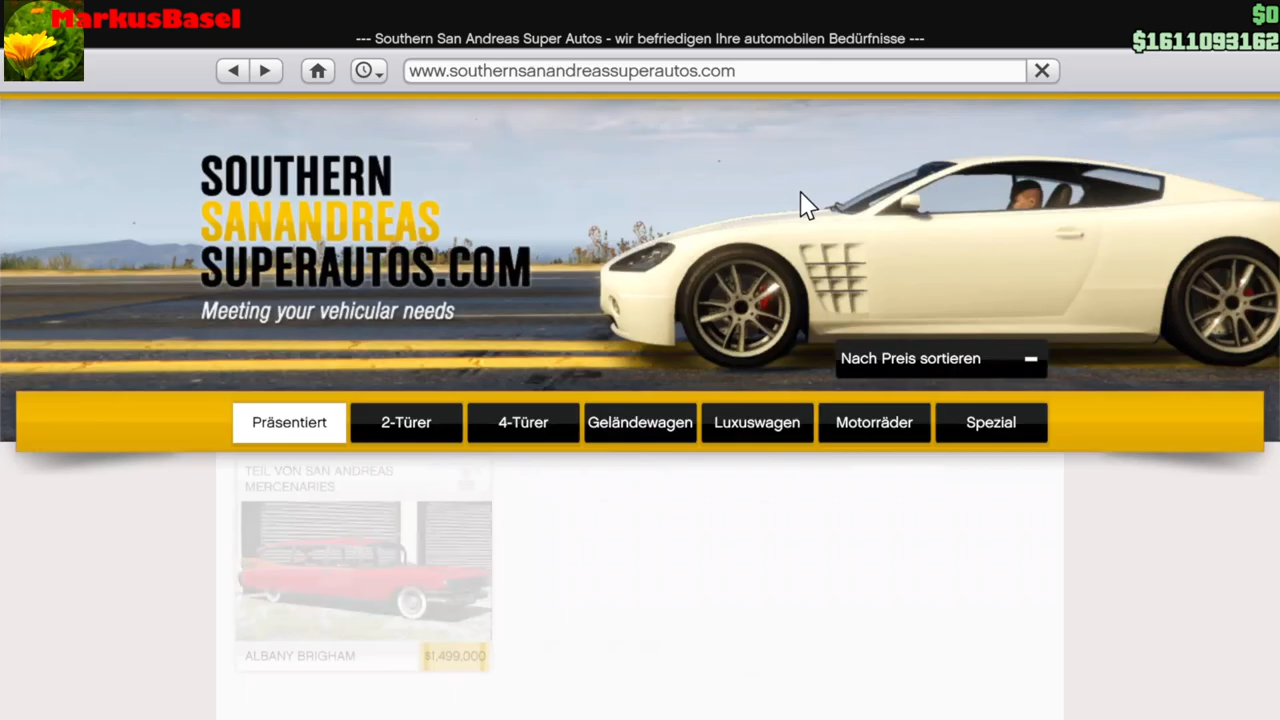 MarkusBasel
$0
--- Southern San Andreas Super Autos - wir befriedigen Ihre automobilen Bedürfnisse ---
$1611093162
www.southernsanandreassuperautos.com
SOUTHERN
SANANDREAS
SUPERAUTOS.COM
Meeting your vehicular needs
Nach Preis sortieren
Präsentiert
2-Türer
4-Türer
Geländewagen
Luxuswagen
Motorräder
Spezial
TEIL VON SAN ANDREAS
MERCENARIES
ALBANY BRIGHAM
$1,499,000